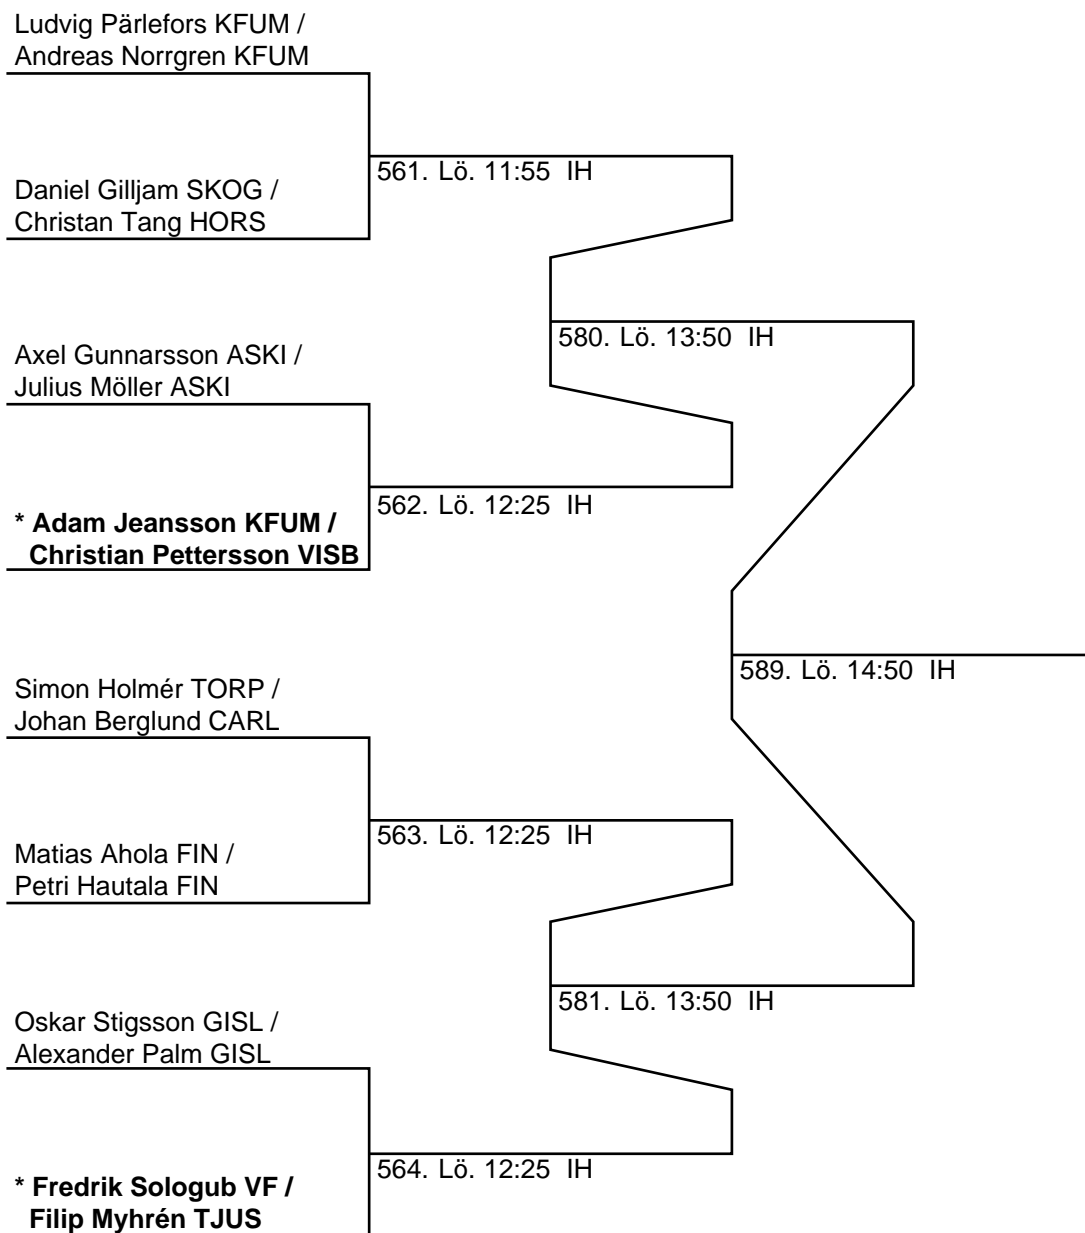 Ludvig Pärlefors KFUM /
Andreas Norrgren KFUM
561. Lö. 11:55 IH
Daniel Gilljam SKOG /
Christan Tang HORS
580. Lö. 13:50 IH
Axel Gunnarsson ASKI /
Julius Möller ASKI
562. Lö. 12:25 IH
* Adam Jeansson KFUM /
Christian Pettersson VISB
589. Lö. 14:50 IH
Simon Holmér TORP /
Johan Berglund CARL
563. Lö. 12:25 IH
Matias Ahola FIN /
Petri Hautala FIN
581. Lö. 13:50 IH
Oskar Stigsson GISL /
Alexander Palm GISL
564. Lö. 12:25 IH
* Fredrik Sologub VF /
Filip Myhrén TJUS